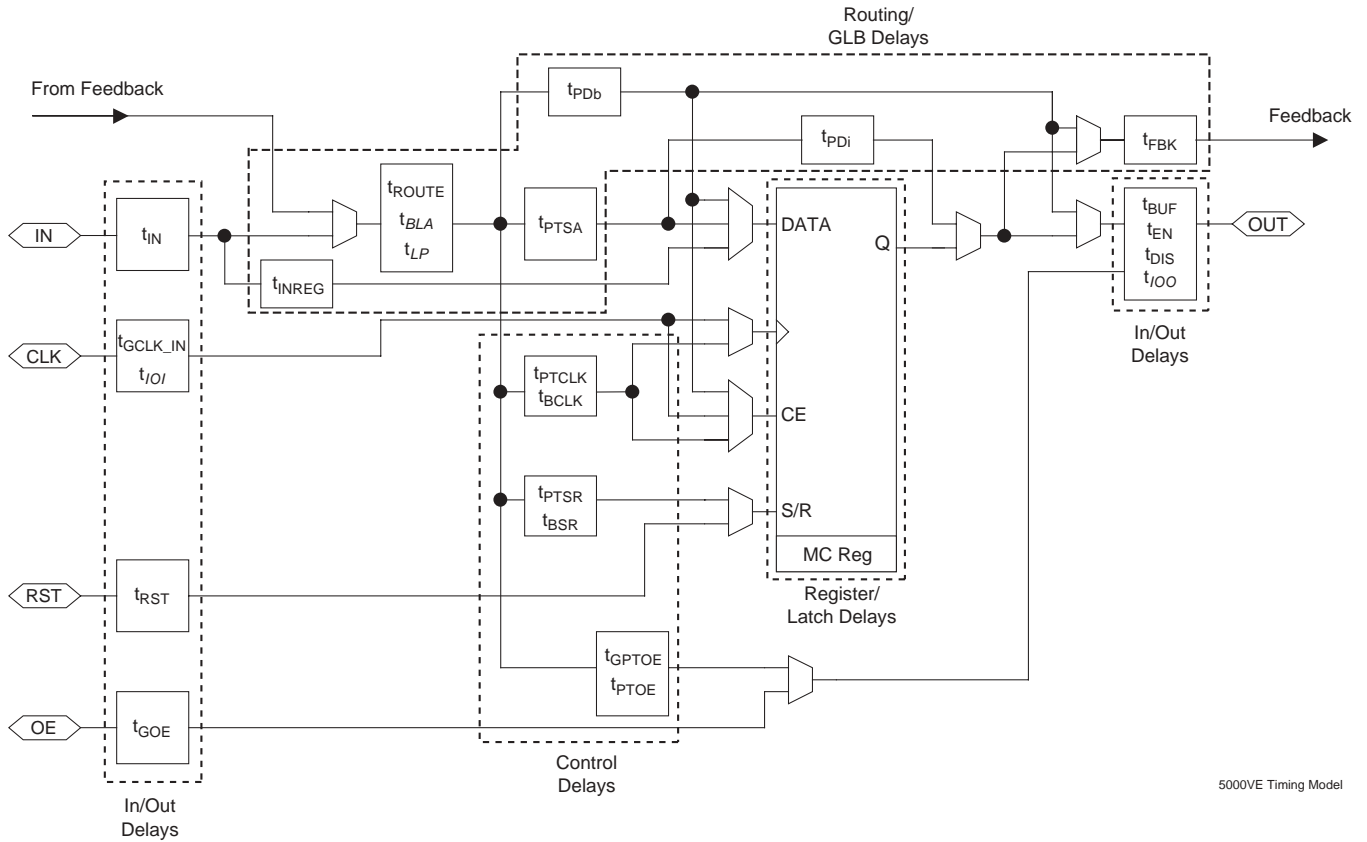 Routing/
GLB Delays
From Feedback
tPDb
Feedback
tPDi
tFBK
tROUTE
tBLA
tLP
IN
tIN
tPTSA
DATA
Q
tBUF
tEN
tDIS
tIOO
OUT
tINREG
CLK
tGCLK_IN
tIOI
In/Out
Delays
tPTCLK
tBCLK
CE
tPTSR
tBSR
S/R
MC Reg
RST
tRST
Register/
Latch Delays
tGPTOE
tPTOE
OE
tGOE
Control
Delays
5000VE Timing Model
In/Out
Delays